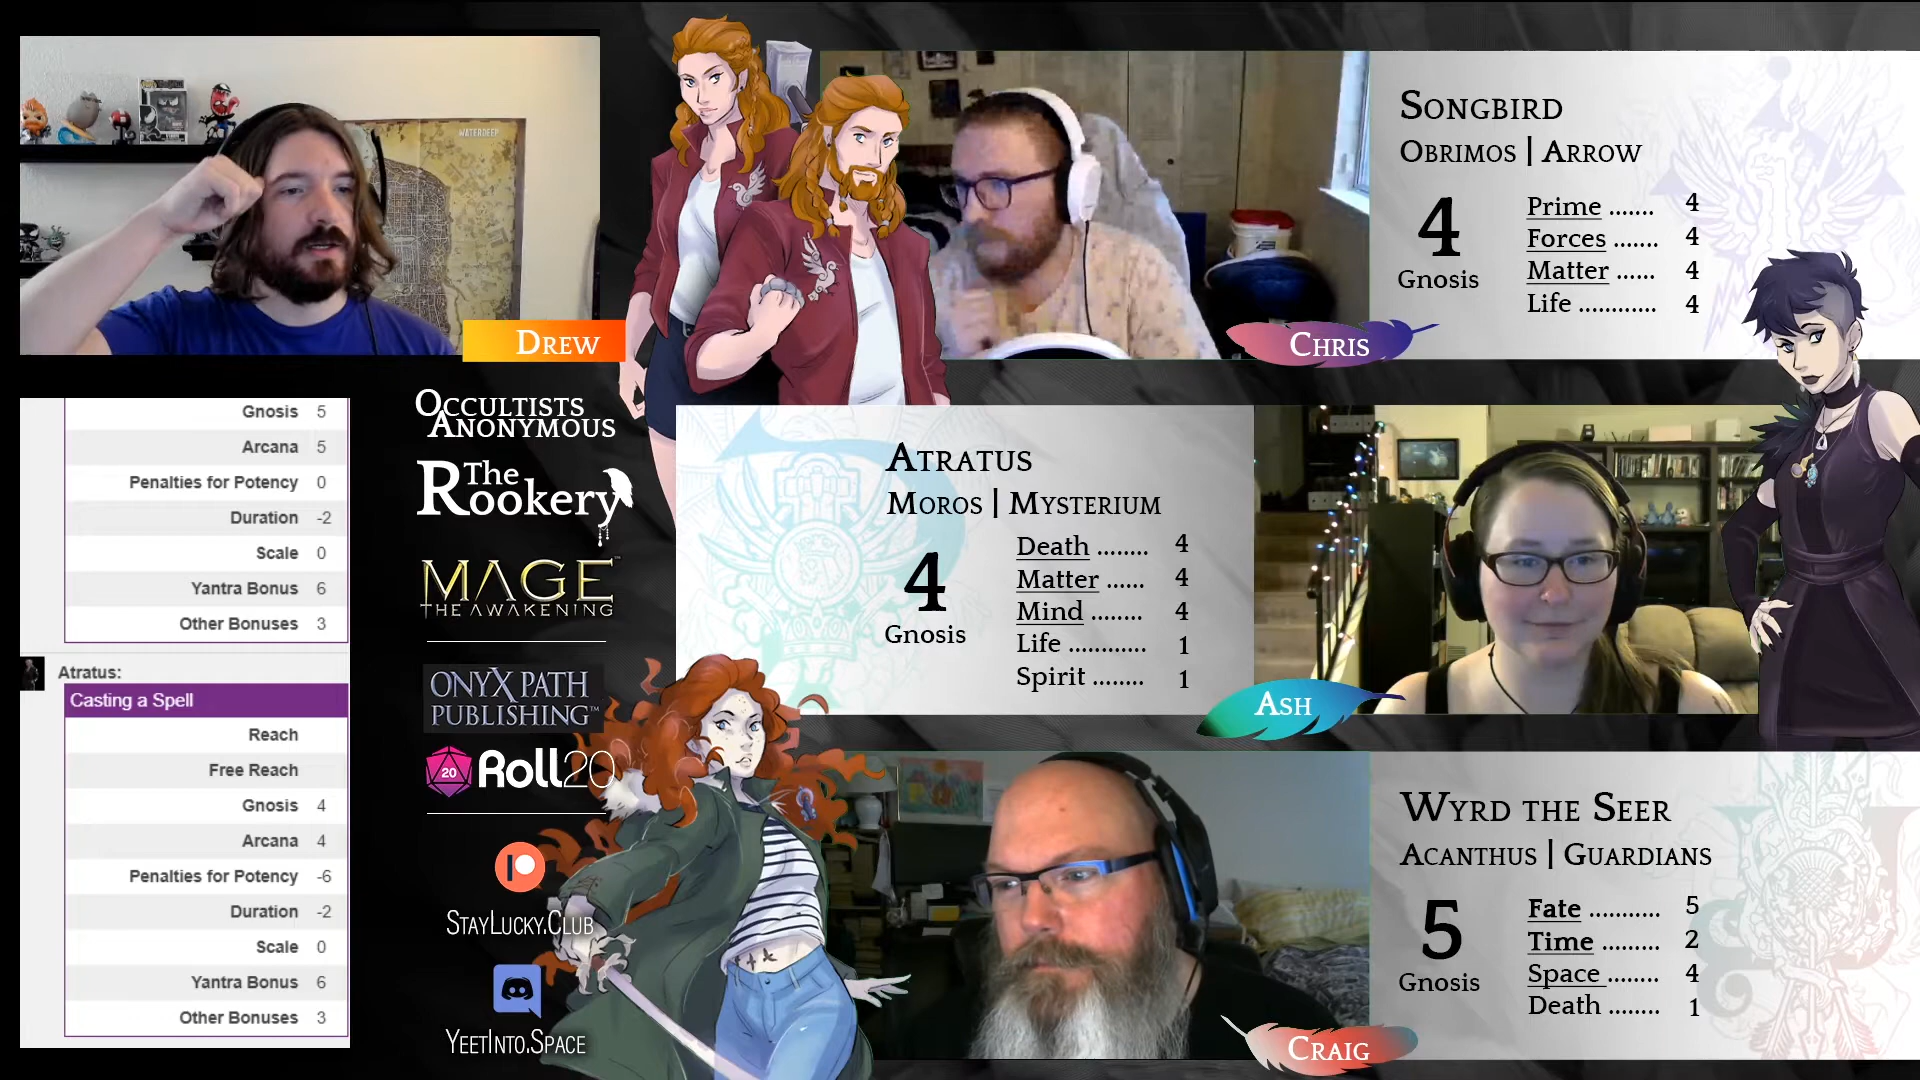 WATERDEEP
DREW
CHRIS
SONGBIRD
OBRIMOS | ARROW
4
GNOSIS
Prime ....... 4
Forces ....... 4
Matter ...... 4
Life ............ 4
Gnosis 5
Arcana 5
Penalties for Potency 0
Duration -2
Scale 0
Yantra Bonus 6
Other Bonuses 3
Atratus:
Casting a Spell
Reach
Free Reach
Gnosis 4
Arcana 4
Penalties for Potency -6
Duration -2
Scale 0
Yantra Bonus 6
Other Bonuses 3
OCCULTISTS
ANONYMOUS
The
Rookery
MAGE™
THE AWAKENING
ONYX PATH
PUBLISHING™
20 Roll20
STAYLUCKY.CLUB
YEETINTO.SPACE
ATRATUS
MOROS | MYSTERIUM
4
Gnosis
Death ........ 4
Matter ...... 4
Mind ........ 4
Life ............ 1
Spirit ........ 1
ASH
WYRD THE SEER
ACANTHUS | GUARDIANS
5
Gnosis
Fate ........... 5
Time ......... 2
Space ........ 4
Death ........ 1
CRAIG